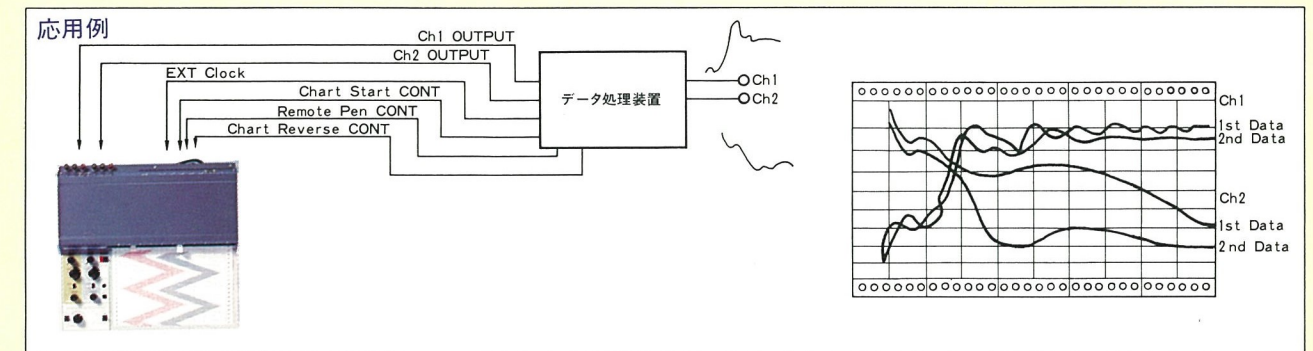 応用例
Ch1 OUTPUT
Ch2 OUTPUT
EXT Clock
Chart Start CONT
Remote Pen CONT
Chart Reverse CONT
データ処理装置
Ch1
Ch2
Ch1
1st Data
2nd Data
Ch2
1st Data
2nd Data